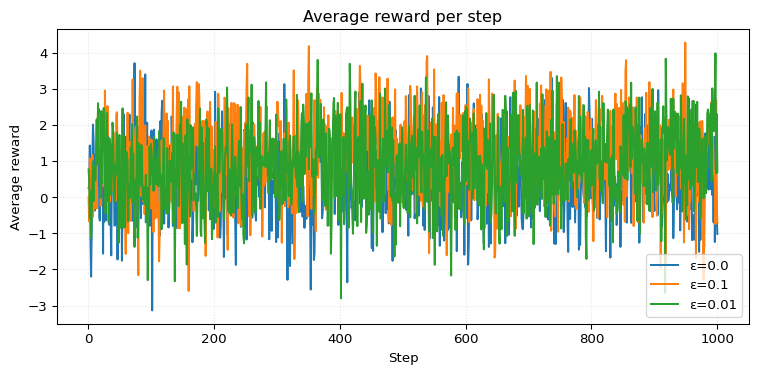 Average reward per step
Average reward
4
3
2
1
0
−1
−2
−3
0
200
400
600
800
1000
Step
ε=0.0
ε=0.1
ε=0.01